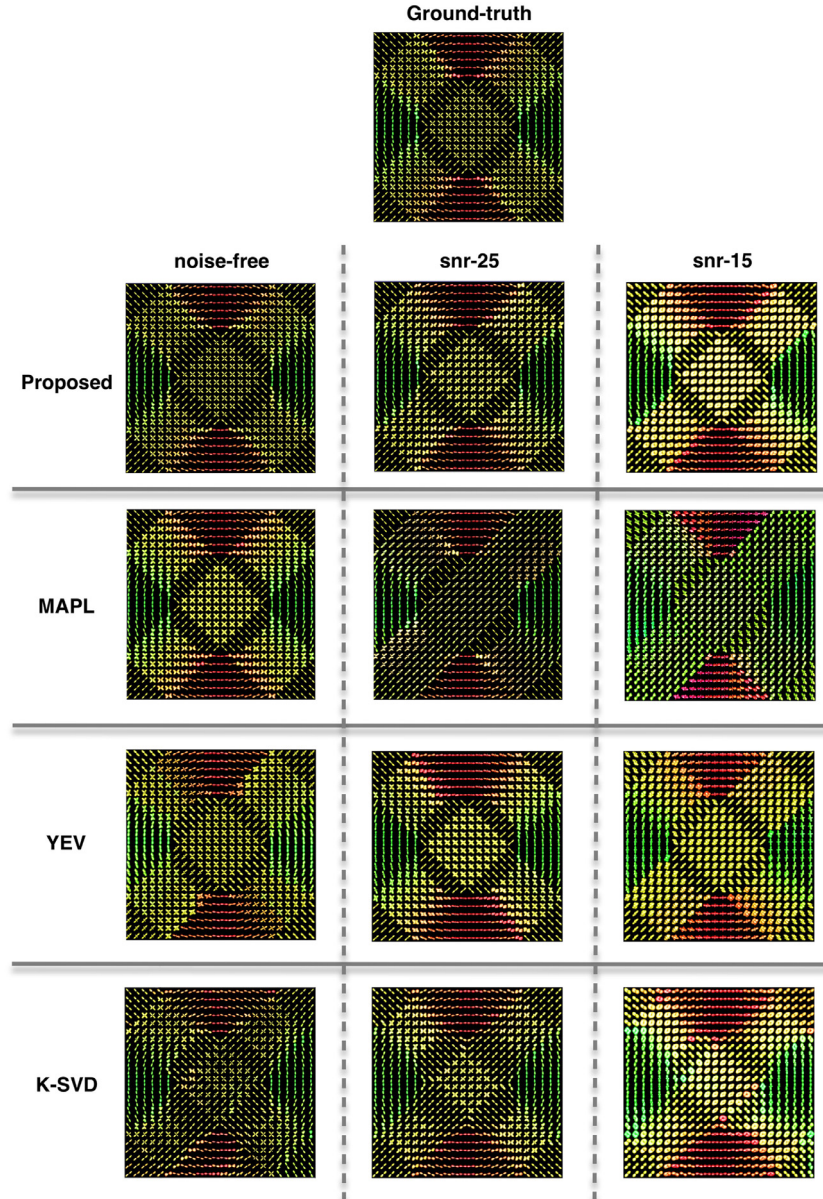 Ground-truth
noise-free
snr-25
snr-15
Proposed
MAPL
YEV
K-SVD